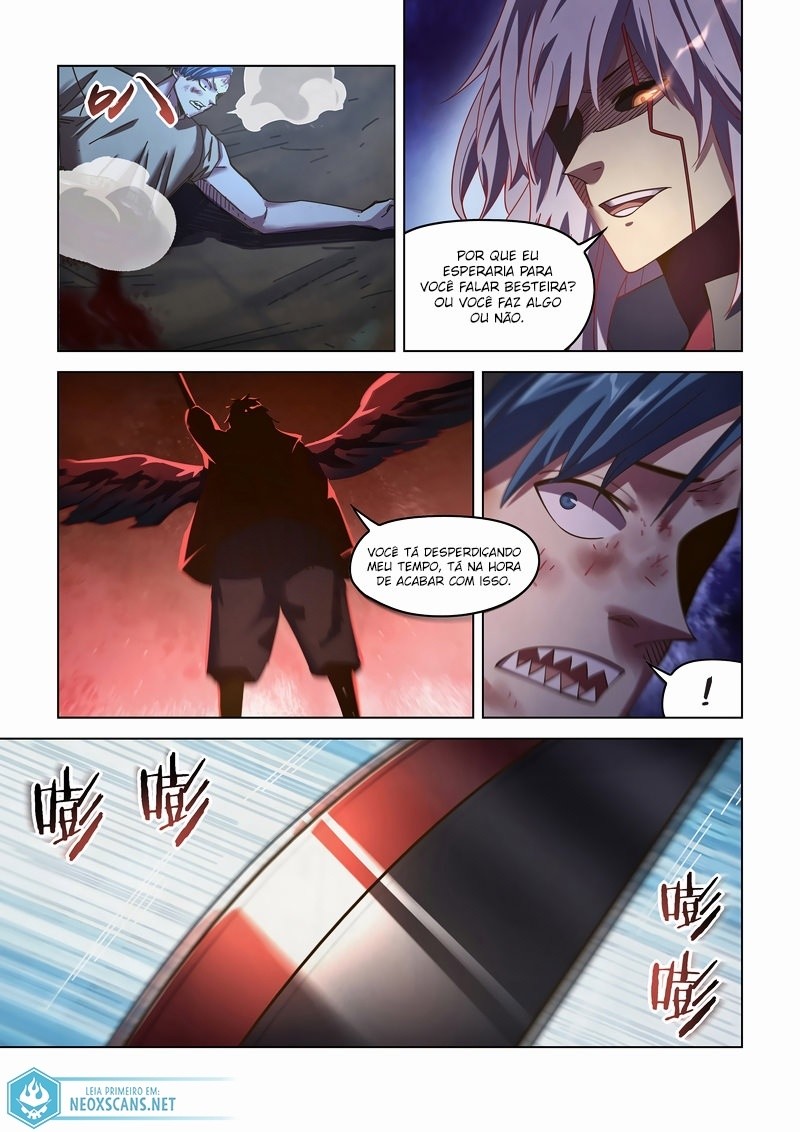 叭
POR QUE EU
ESPERARIA PARA
VOCÊ FALAR BESTEIRA?
OU VOCÊ FAZ ALGO
OU NÃO.
VOCÊ TÁ DESPERDIÇANDO
MEU TEMPO, TÁ NA HORA
DE ACABAR COM ISSO.
!
嘭
嘭
嘭
嘭
LEIA PRIMEIRO EM:
NEOXSCANS.NET